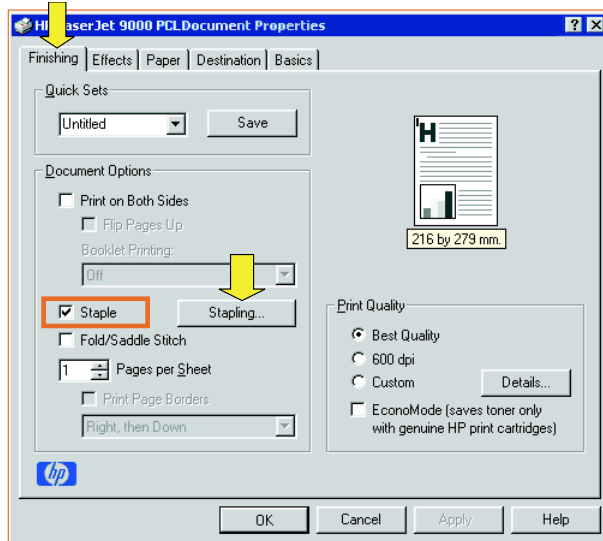 HP LaserJet 9000 PCLDocument Properties
Finishing
Effects
Paper
Destination
Basics
Quick Sets
Untitled
Save
Document Options
Print on Both Sides
Flip Pages Up
Booklet Printing:
Off
Staple
Stapling...
Fold/Saddle Stitch
1 Pages per Sheet
Print Page Borders
Right, then Down
H
216 by 279 mm.
Print Quality
Best Quality
600 dpi
Custom
Details...
EconoMode (saves toner only
with genuine HP print cartridges)
hp
OK
Cancel
Apply
Help